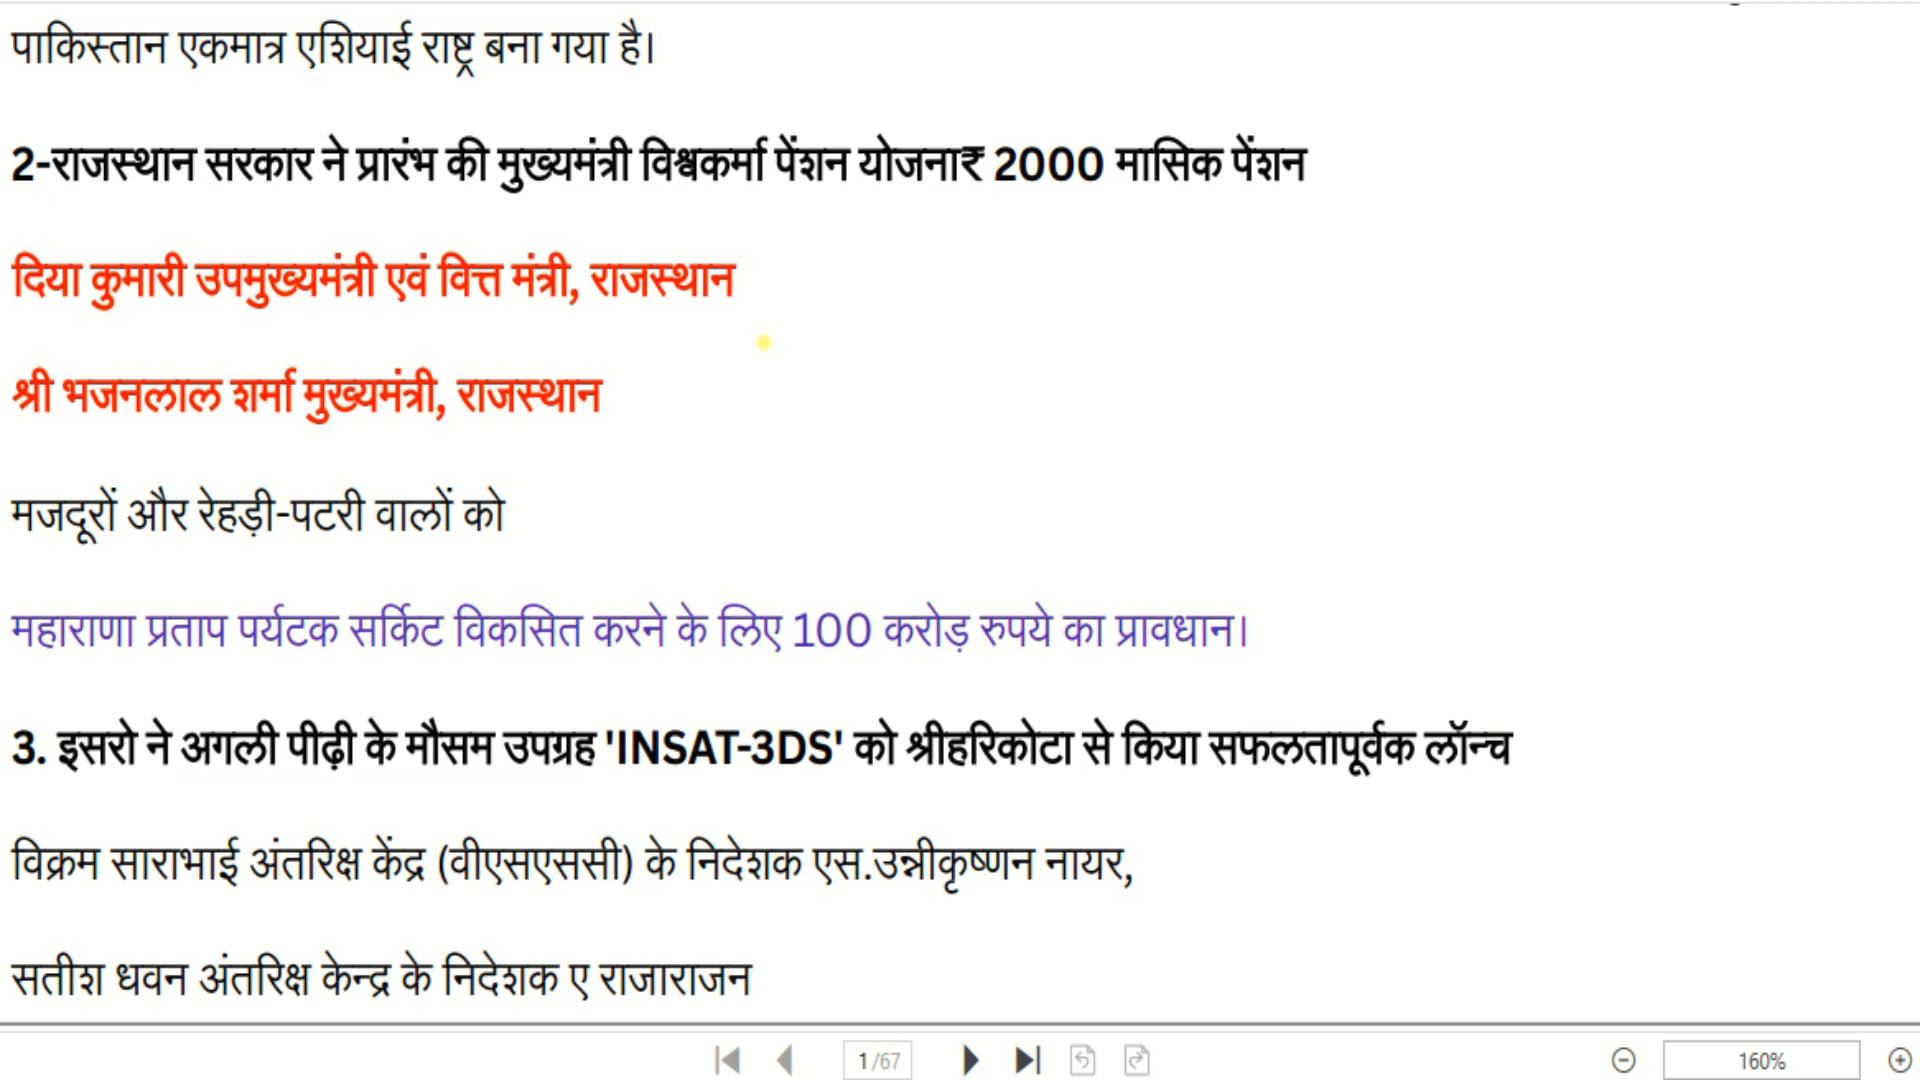 पाकिस्तान एकमात्र एशियाई राष्ट्र बना गया है।
2-राजस्थान सरकार ने प्रारंभ की मुख्यमंत्री विश्वकर्मा पेंशन योजना₹ 2000 मासिक पेंशन
दिया कुमारी उपमुख्यमंत्री एवं वित्त मंत्री, राजस्थान
श्री भजनलाल शर्मा मुख्यमंत्री, राजस्थान
मजदूरों और रेहड़ी-पटरी वालों को
महाराणा प्रताप पर्यटक सर्किट विकसित करने के लिए 100 करोड़ रुपये का प्रावधान।
3. इसरो ने अगली पीढ़ी के मौसम उपग्रह 'INSAT-3DS' को श्रीहरिकोटा से किया सफलतापूर्वक लॉन्च
विक्रम साराभाई अंतरिक्ष केंद्र (वीएसएससी) के निदेशक एस.उन्नीकृष्णन नायर,
सतीश धवन अंतरिक्ष केन्द्र के निदेशक ए राजाराजन
1/67 160%